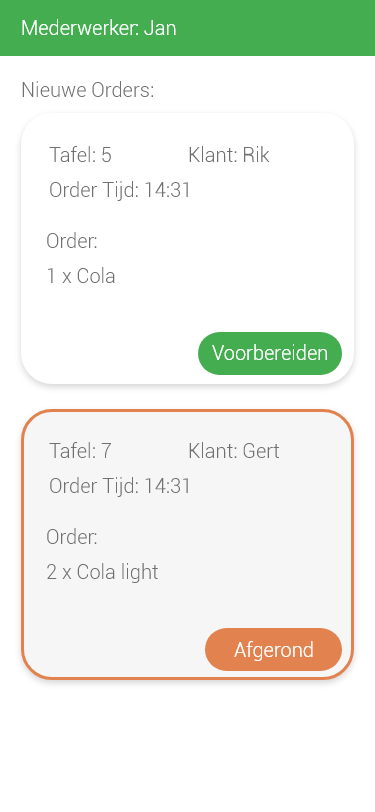 Mederwerker: Jan
Nieuwe Orders:
Tafel: 5 Klant: Rik
Order Tijd: 14:31
Order:
1 x Cola
Voorbereiden
Tafel: 7 Klant: Gert
Order Tijd: 14:31
Order:
2 x Cola light
Afgerond